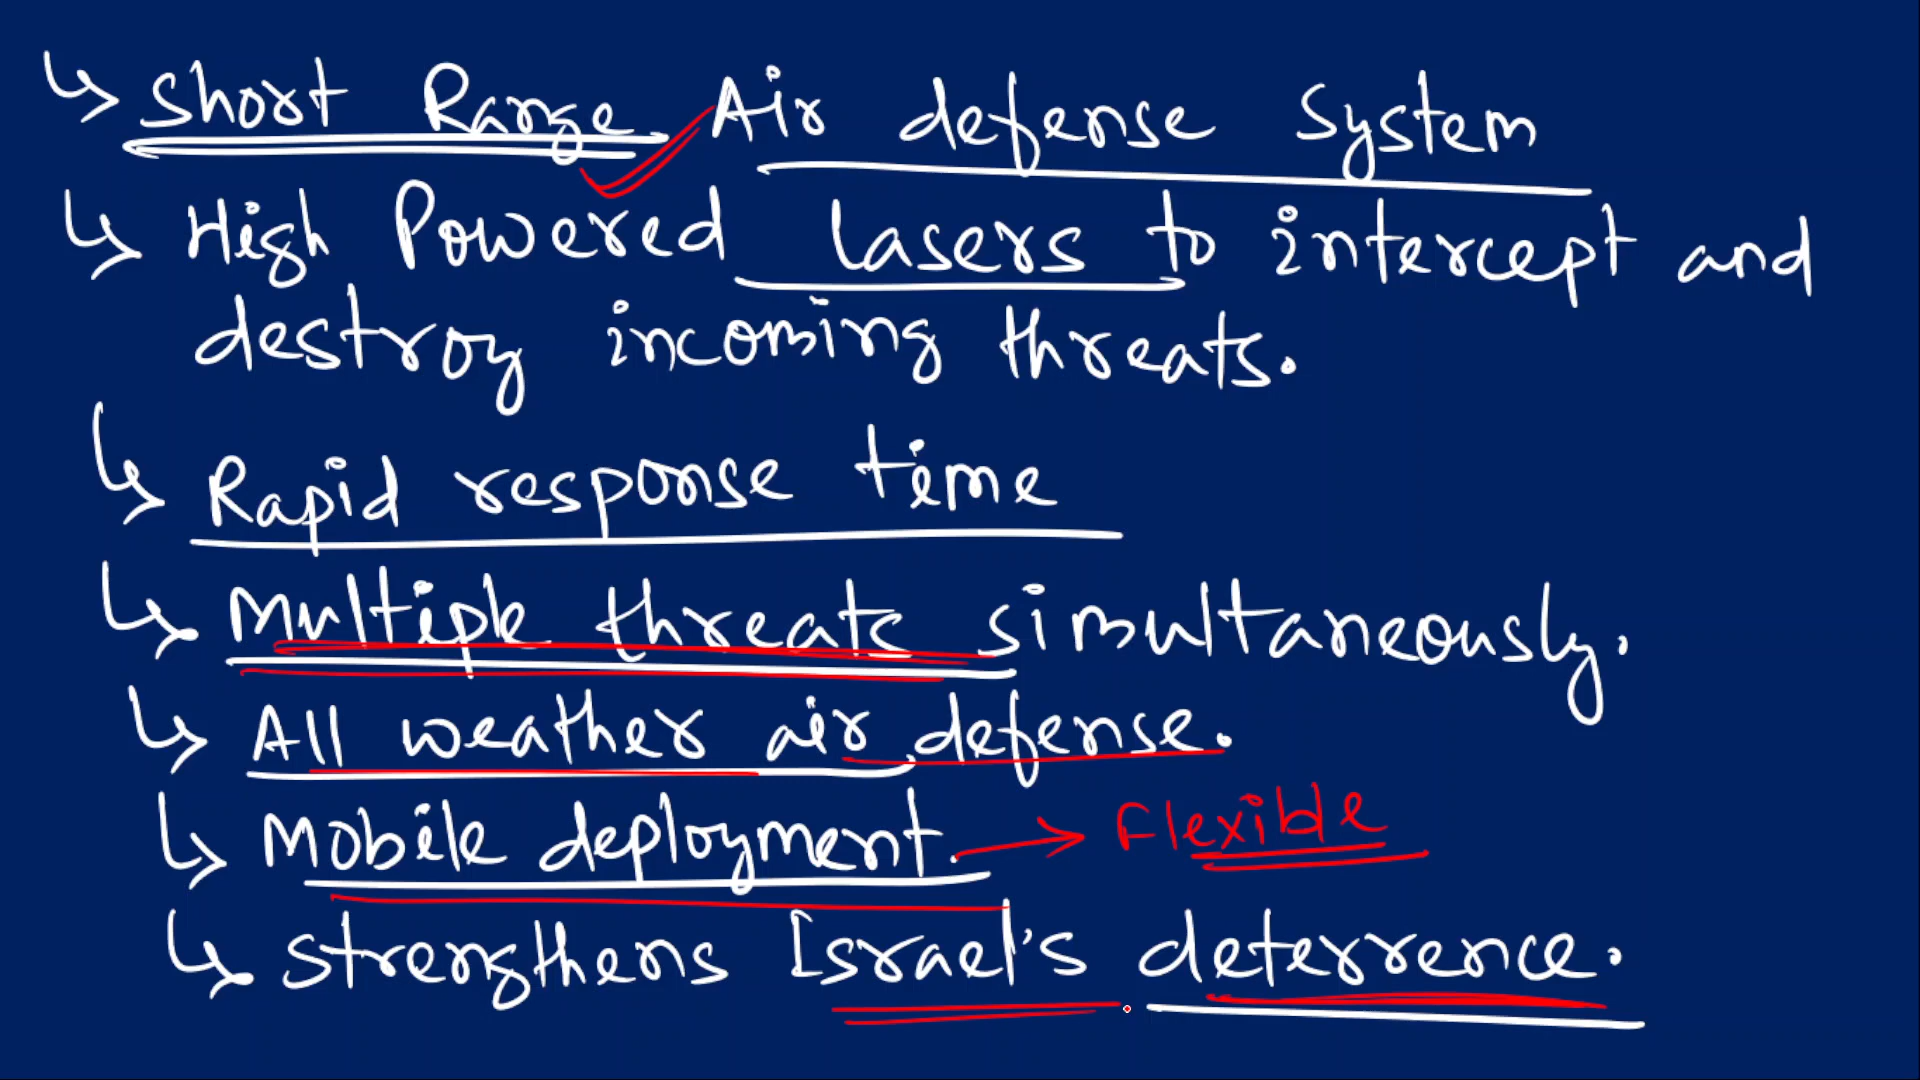 ↳ Short Range Air defense System
↳ High Powered lasers to intercept and
destroy incoming threats.
↳ Rapid response time
↳ Multiple threats simultaneously.
↳ All weather air defense.
↳ Mobile deployment. → Flexible
↳ strengthens Israel's deterrence.